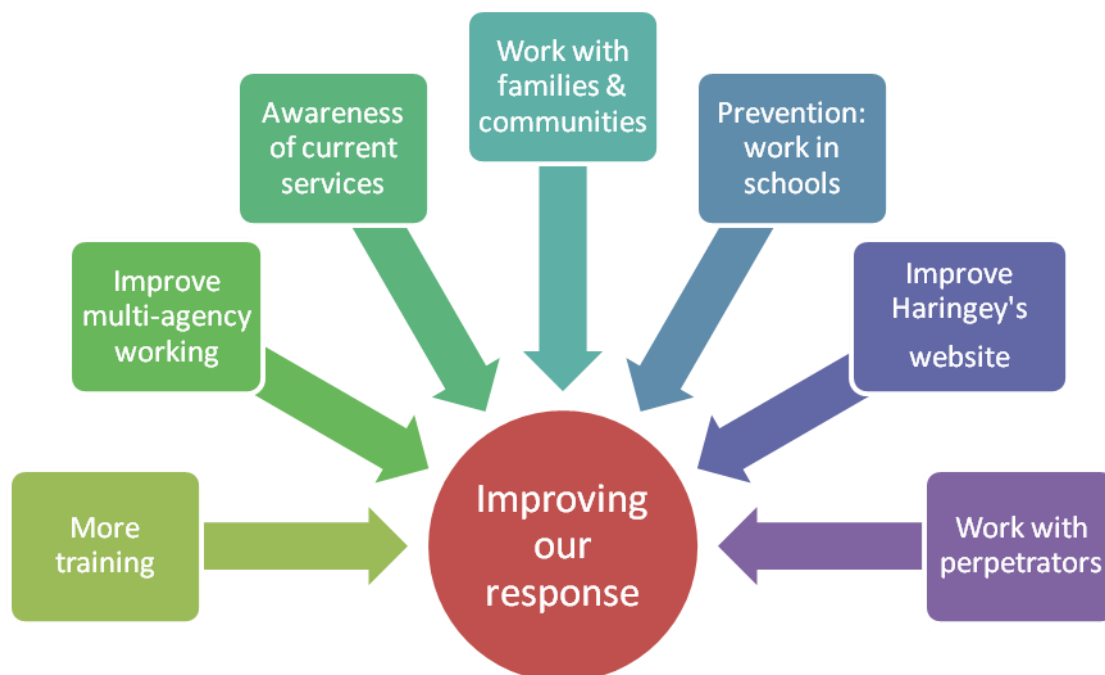 Work with
families &
communities
Awareness
of current
services
Prevention:
work in
schools
Improve
multi-agency
working
Improve
Haringey's
website
More
training
Improving
our
response
Work with
perpetrators